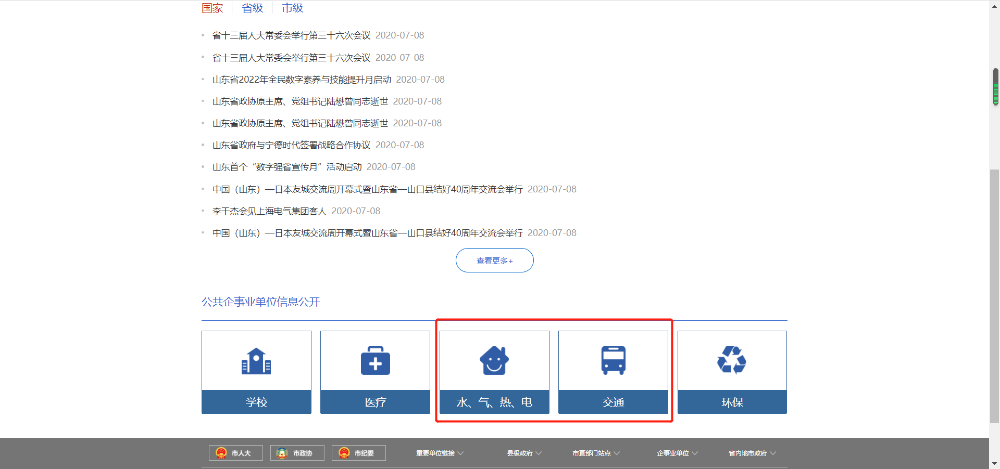 国家 省级 市级
省十三届人大常委会举行第三十六次会议 2020-07-08
省十三届人大常委会举行第三十六次会议 2020-07-08
山东省2022年全民数字素养与技能提升月启动 2020-07-08
山东省政协原主席、党组书记陆懋曾同志逝世 2020-07-08
山东省政协原主席、党组书记陆懋曾同志逝世 2020-07-08
山东省政府与宁德时代签署战略合作协议 2020-07-08
山东首个“数字强省宣传月”活动启动 2020-07-08
中国（山东）—日本友城交流周开幕式暨山东省—山口县结好40周年交流会举行 2020-07-08
李干杰会见上海电气集团客人 2020-07-08
中国（山东）—日本友城交流周开幕式暨山东省—山口县结好40周年交流会举行 2020-07-08
查看更多+
公共企事业单位信息公开
学校 医疗 水、气、热、电 交通 环保
市人大 市政协 市纪委 重要单位链接 县级政府 市直部门站点 企事业单位 省内地市政府